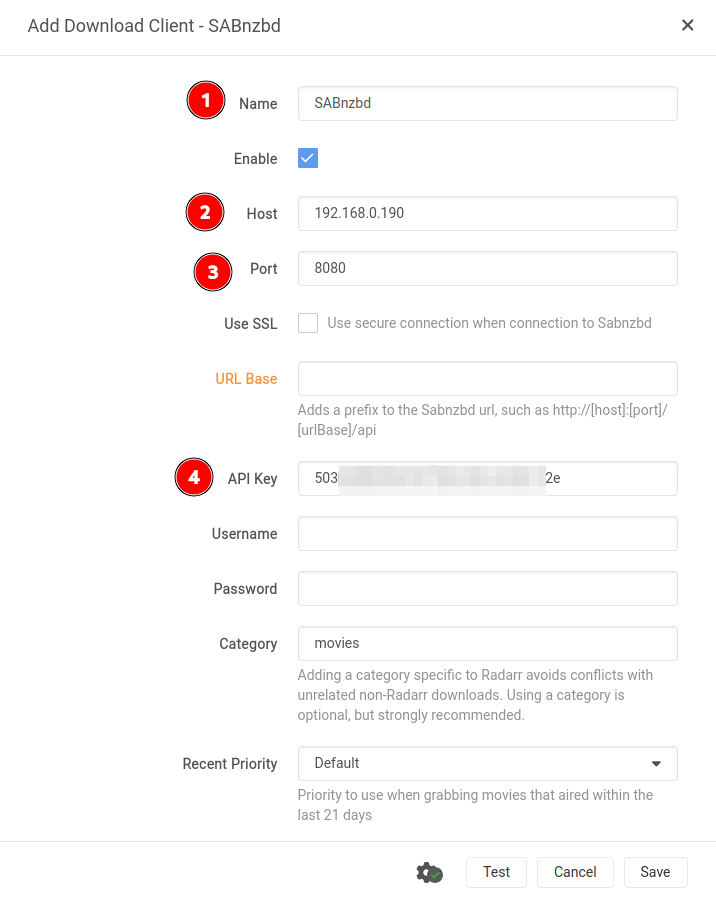 Add Download Client - SABnzbd
1 Name SABnzbd
Enable
2 Host 192.168.0.190
3 Port 8080
Use SSL Use secure connection when connection to Sabnzbd
URL Base
Adds a prefix to the Sabnzbd url, such as http://[host]:[port]/
[urlBase]/api
4 API Key 503 2e
Username
Password
Category movies
Adding a category specific to Radarr avoids conflicts with
unrelated non-Radarr downloads. Using a category is
optional, but strongly recommended.
Recent Priority Default
Priority to use when grabbing movies that aired within the
last 21 days
Test Cancel Save